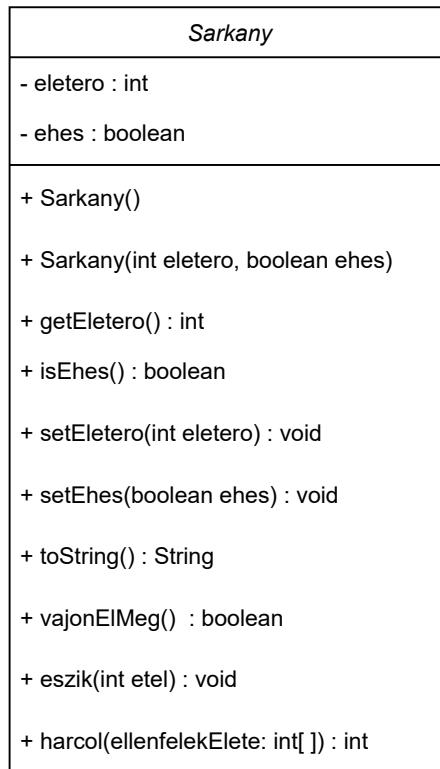 Sarkany
- eletero : int
- ehes : boolean
+ Sarkany()
+ Sarkany(int eletero, boolean ehes)
+ getEletero() : int
+ isEhes() : boolean
+ setEletero(int eletero) : void
+ setEhes(boolean ehes) : void
+ toString() : String
+ vajonElMeg() : boolean
+ eszik(int etel) : void
+ harcol(ellenfelekElete: int[ ]) : int